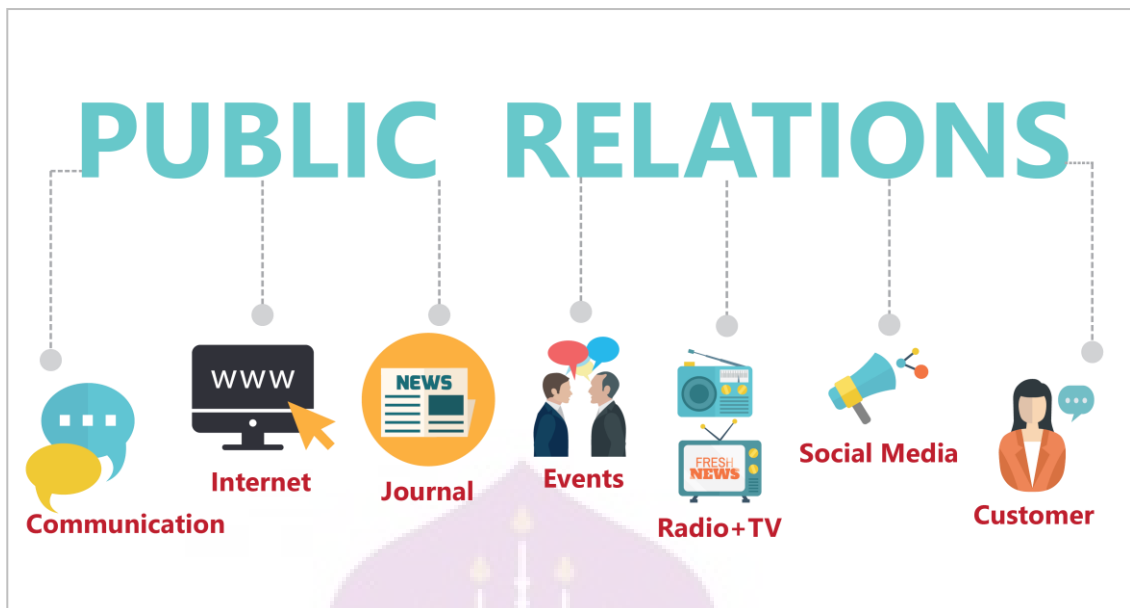 PUBLIC RELATIONS
www
NEWS
FRESH
NEWS
Communication
Internet
Journal
Events
Radio+TV
Social Media
Customer